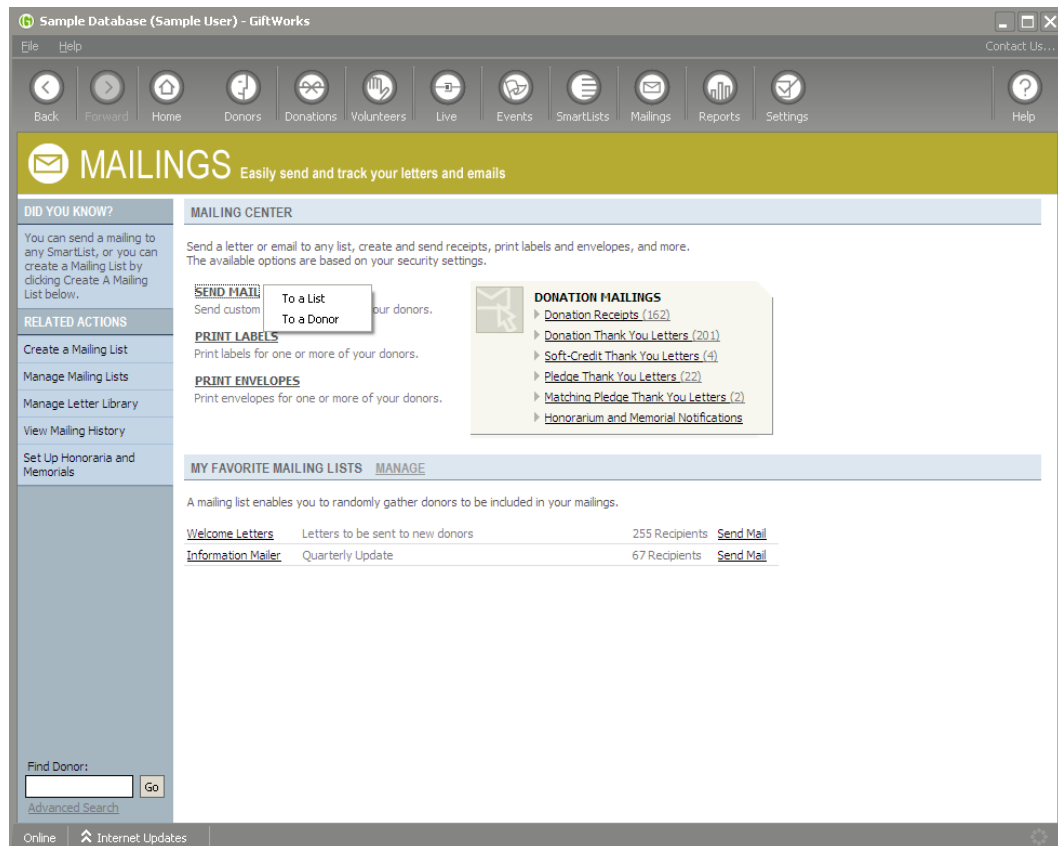 Sample Database (Sample User) - GiftWorks
File Help Contact Us...
Back Forward Home Donors Donations Volunteers Live Events SmartLists Mailings Reports Settings Help
MAILINGS Easily send and track your letters and emails
DID YOU KNOW?
You can send a mailing to
any SmartList, or you can
create a Mailing List by
clicking Create A Mailing
List below.
RELATED ACTIONS
Create a Mailing List
Manage Mailing Lists
Manage Letter Library
View Mailing History
Set Up Honoraria and
Memorials
Find Donor:
Go
Advanced Search
MAILING CENTER
Send a letter or email to any list, create and send receipts, print labels and envelopes, and more.
The available options are based on your security settings.
SEND MAIL
To a List
To a Donor
Send custom our donors.
PRINT LABELS
Print labels for one or more of your donors.
PRINT ENVELOPES
Print envelopes for one or more of your donors.
DONATION MAILINGS
Donation Receipts (162)
Donation Thank You Letters (201)
Soft-Credit Thank You Letters (4)
Pledge Thank You Letters (22)
Matching Pledge Thank You Letters (2)
Honorarium and Memorial Notifications
MY FAVORITE MAILING LISTS MANAGE
A mailing list enables you to randomly gather donors to be included in your mailings.
Welcome Letters Letters to be sent to new donors 255 Recipients Send Mail
Information Mailer Quarterly Update 67 Recipients Send Mail
Online Internet Updates